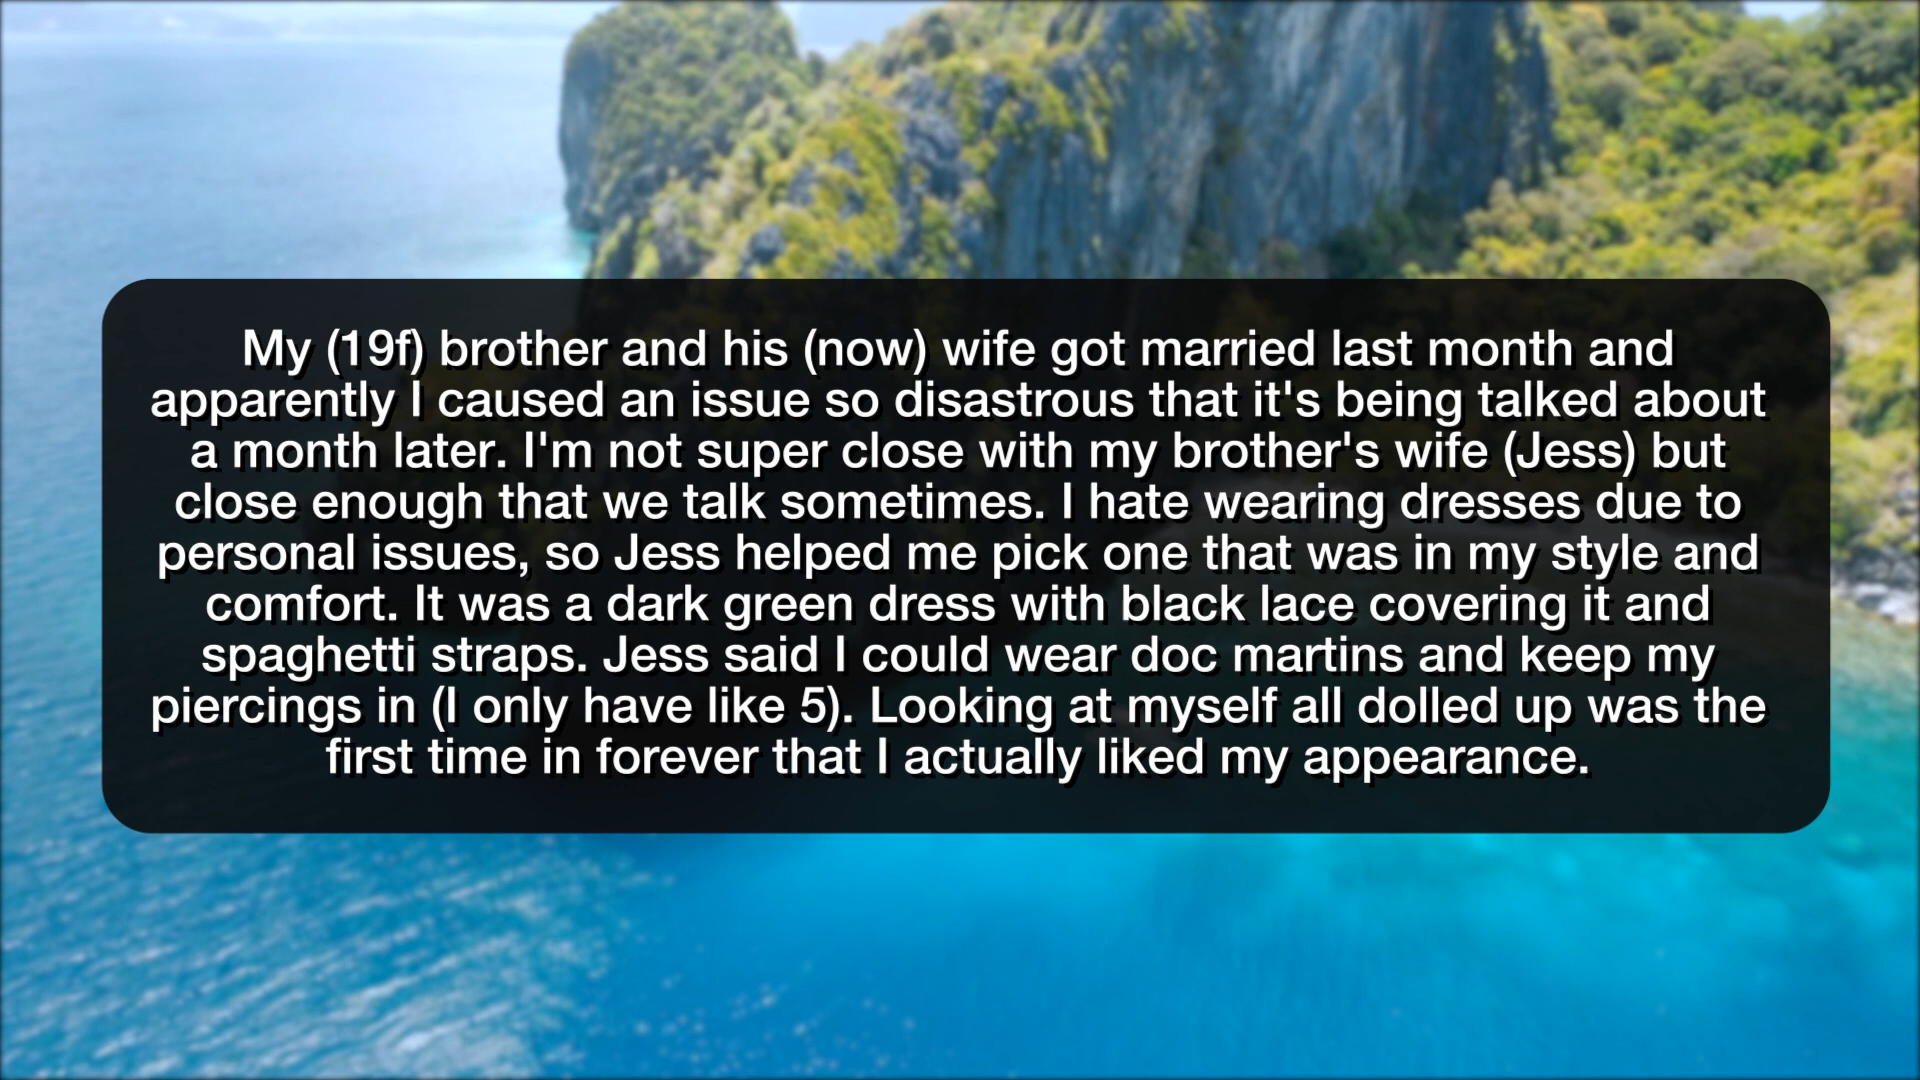 My (19f) brother and his (now) wife got married last month and
apparently I caused an issue so disastrous that it's being talked about
a month later. I'm not super close with my brother's wife (Jess) but
close enough that we talk sometimes. I hate wearing dresses due to
personal issues, so Jess helped me pick one that was in my style and
comfort. It was a dark green dress with black lace covering it and
spaghetti straps. Jess said I could wear doc martins and keep my
piercings in (I only have like 5). Looking at myself all dolled up was the
first time in forever that I actually liked my appearance.